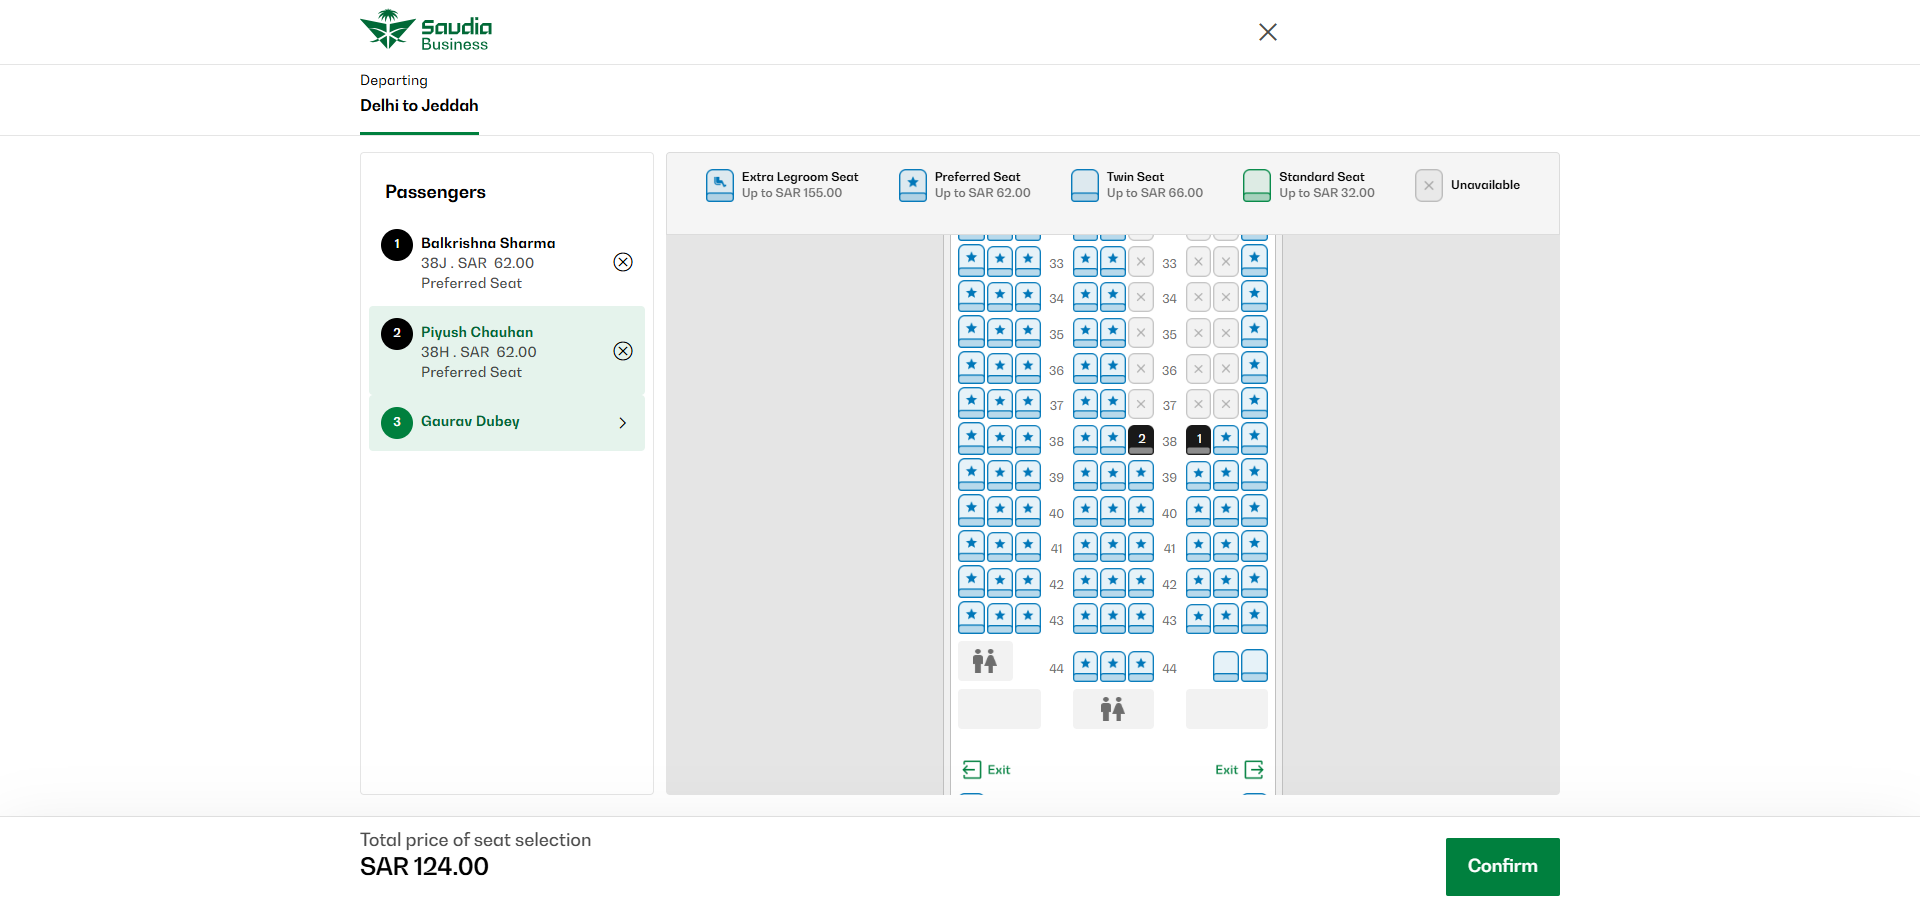 Saudia
Business
Departing
Delhi to Jeddah
Passengers
1
Balkrishna Sharma
38J . SAR 62.00
Preferred Seat
2
Piyush Chauhan
38H . SAR 62.00
Preferred Seat
3
Gaurav Dubey
Extra Legroom Seat
Up to SAR 155.00
Preferred Seat
Up to SAR 62.00
Twin Seat
Up to SAR 66.00
Standard Seat
Up to SAR 32.00
Unavailable
33 33
34 34
35 35
36 36
37 37
38 2 38 1
39 39
40 40
41 41
42 42
43 43
44 44
Exit Exit
Total price of seat selection
SAR 124.00
Confirm